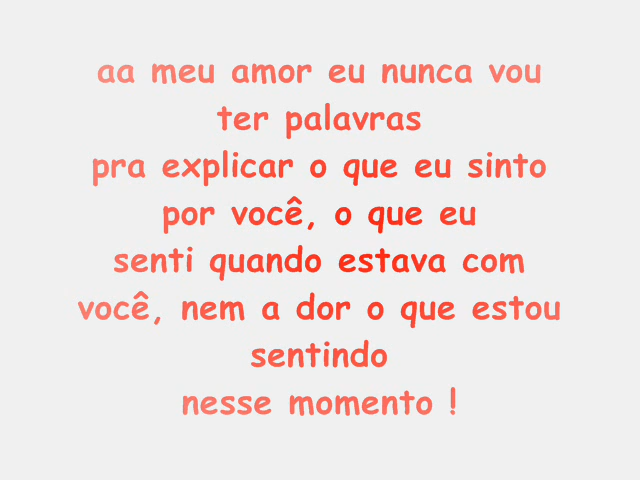 aa meu amor eu nunca vou
ter palavras
pra explicar o que eu sinto
por você, o que eu
senti quando estava com
você, nem a dor o que estou
sentindo
nesse momento !